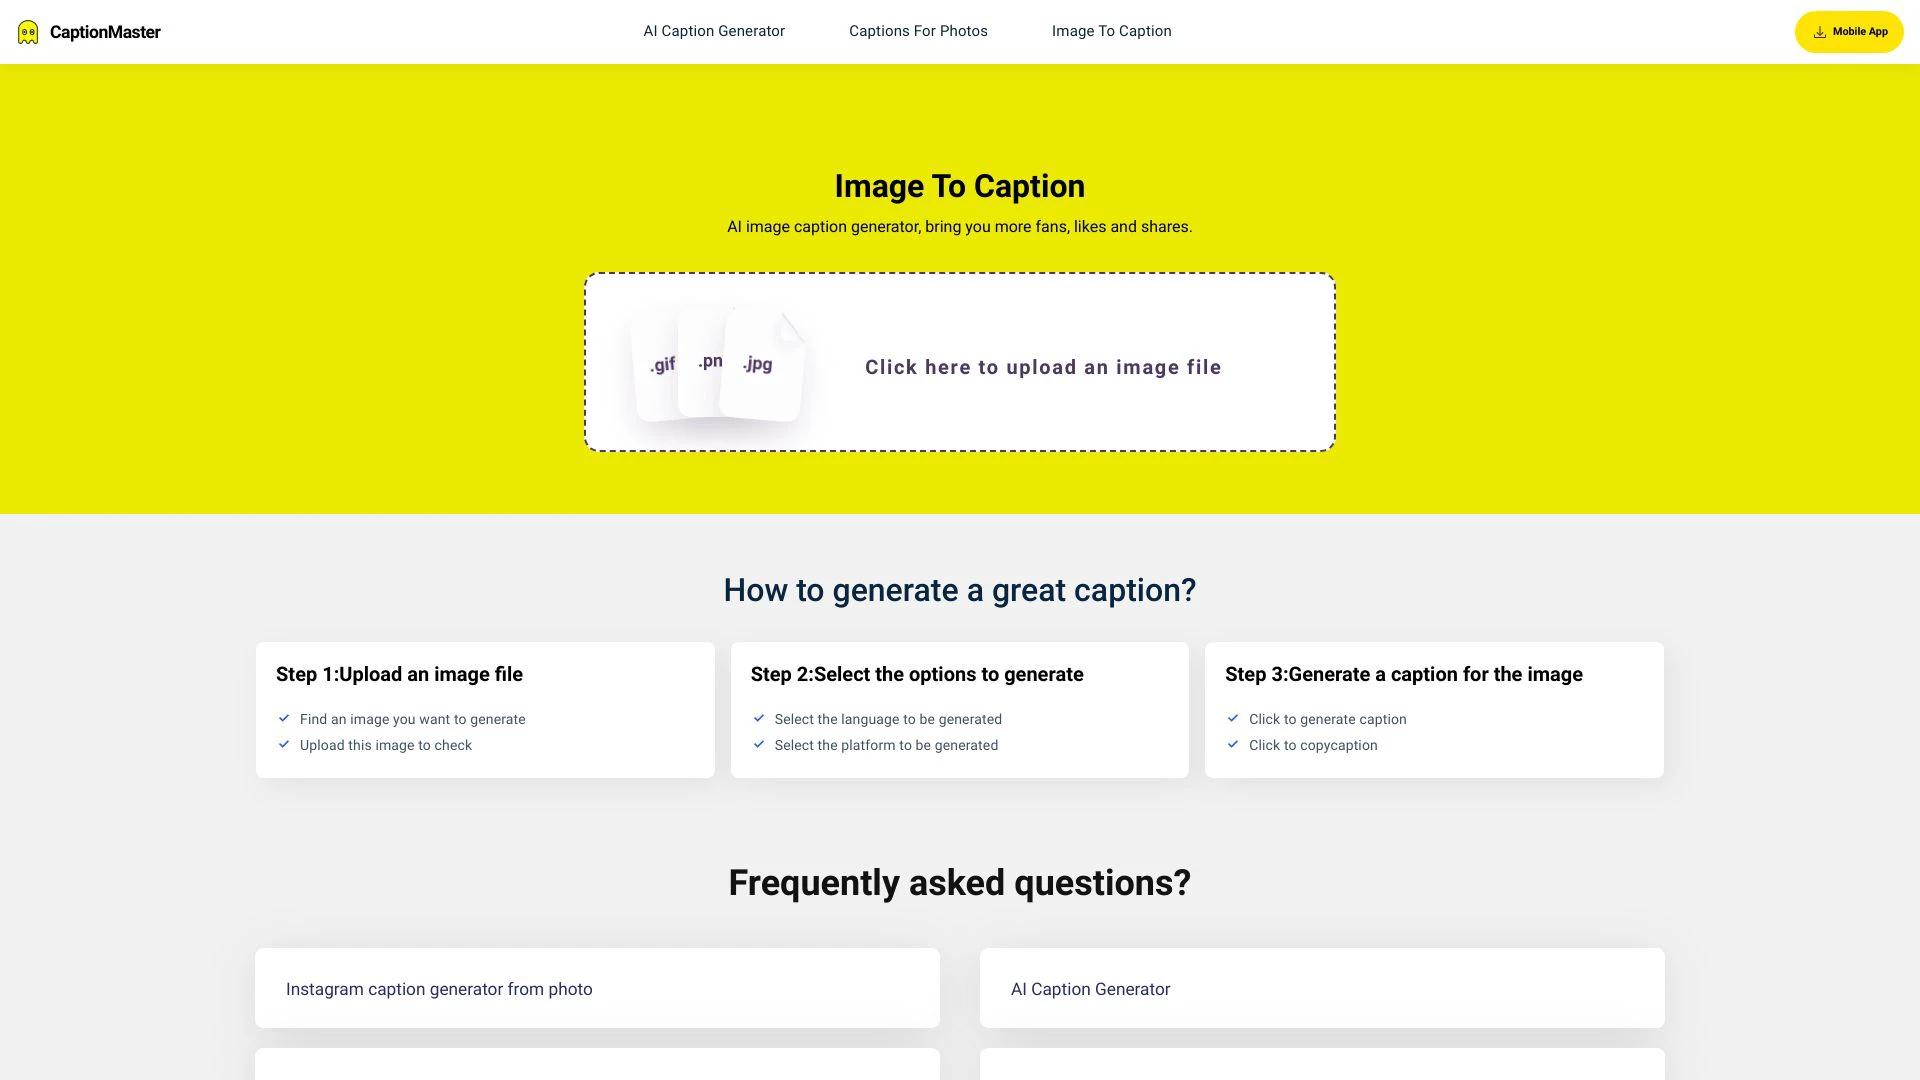 CaptionMaster
AI Caption Generator
Captions For Photos
Image To Caption
Mobile App
Image To Caption
AI image caption generator, bring you more fans, likes and shares.
.gif
.pn
.jpg
Click here to upload an image file
How to generate a great caption?
Step 1:Upload an image file
Find an image you want to generate
Upload this image to check
Step 2:Select the options to generate
Select the language to be generated
Select the platform to be generated
Step 3:Generate a caption for the image
Click to generate caption
Click to copycaption
Frequently asked questions?
Instagram caption generator from photo
AI Caption Generator